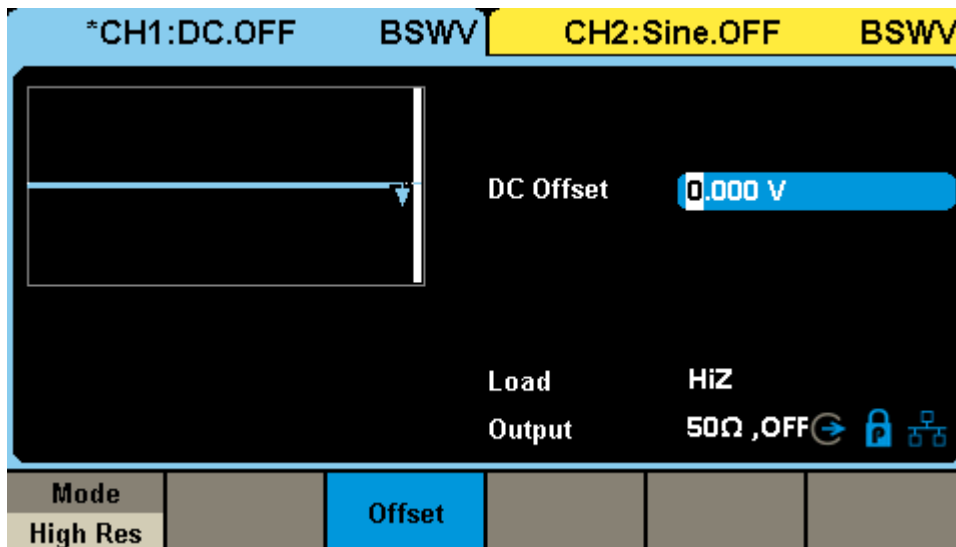 *CH1:DC.OFF BSWV CH2:Sine.OFF BSWV
DC Offset 0.000 V
Load HiZ
Output 50Ω ,OFF
P
Mode
High Res
Offset